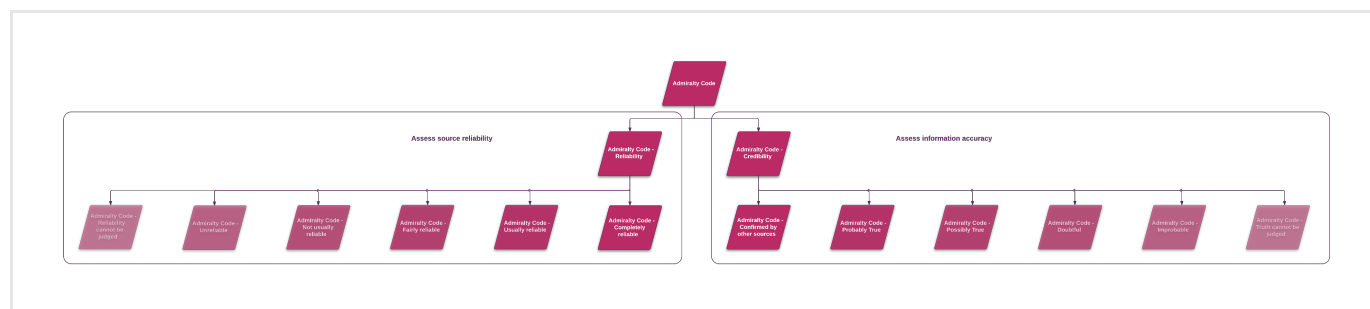 Admiralty Code
Assess source reliability
Assess information accuracy
Admiralty Code -
Reliability
Admiralty Code -
Credibility
Admiralty Code -
Reliability
cannot be
judged
Admiralty Code -
Unreliable
Admiralty Code -
Not usually
reliable
Admiralty Code -
Fairly reliable
Admiralty Code -
Usually reliable
Admiralty Code -
Completely
reliable
Admiralty Code -
Confirmed by
other sources
Admiralty Code -
Probably True
Admiralty Code -
Possibly True
Admiralty Code -
Doubtful
Admiralty Code -
Improbable
Admiralty Code -
Truth cannot be
judged